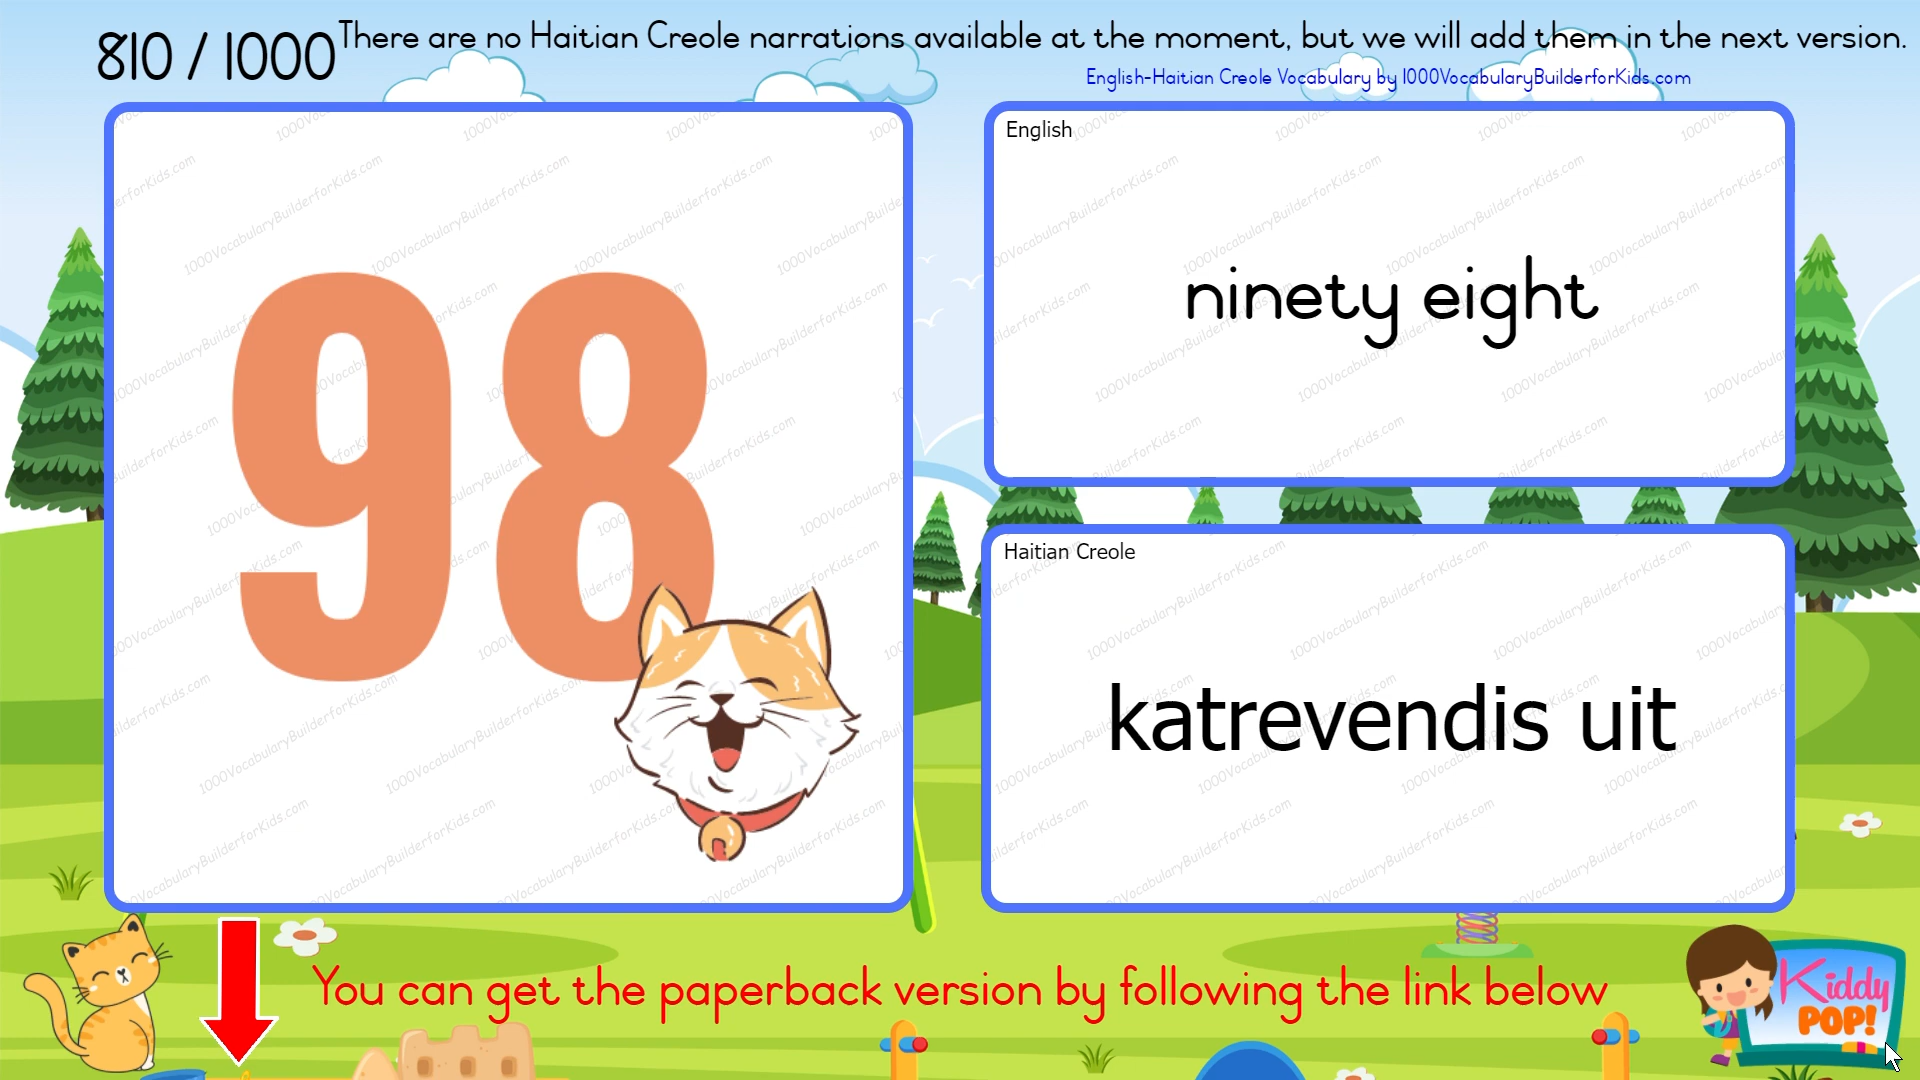 810 / 1000
There are no Haitian Creole narrations available at the moment, but we will add them in the next version.
English-Haitian Creole Vocabulary by 1000VocabularyBuilderforKids.com
English
ninety eight
98
Haitian Creole
katrevendis uit
You can get the paperback version by following the link below
Kiddy
POP!
1000VocabularyBuilderforKids.com